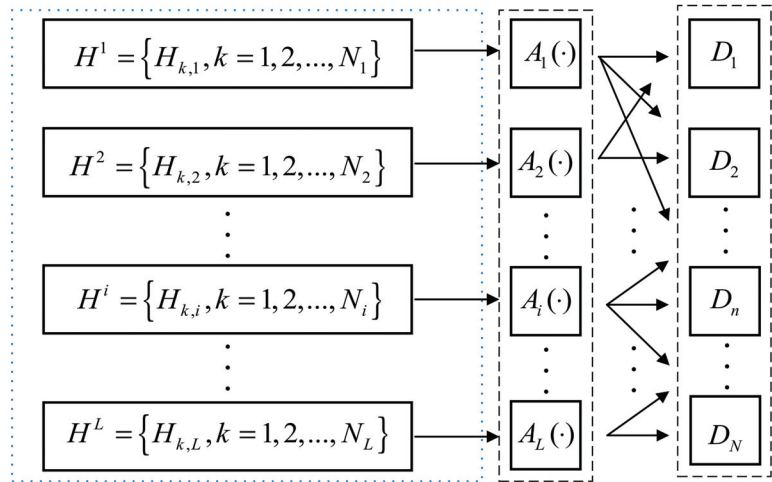 H^1 = {H_{k,1}, k = 1,2,...,N_1} A_1(·) D_1
H^2 = {H_{k,2}, k = 1,2,...,N_2} A_2(·) D_2
H^i = {H_{k,i}, k = 1,2,...,N_i} A_i(·) D_n
H^L = {H_{k,L}, k = 1,2,...,N_L} A_L(·) D_N